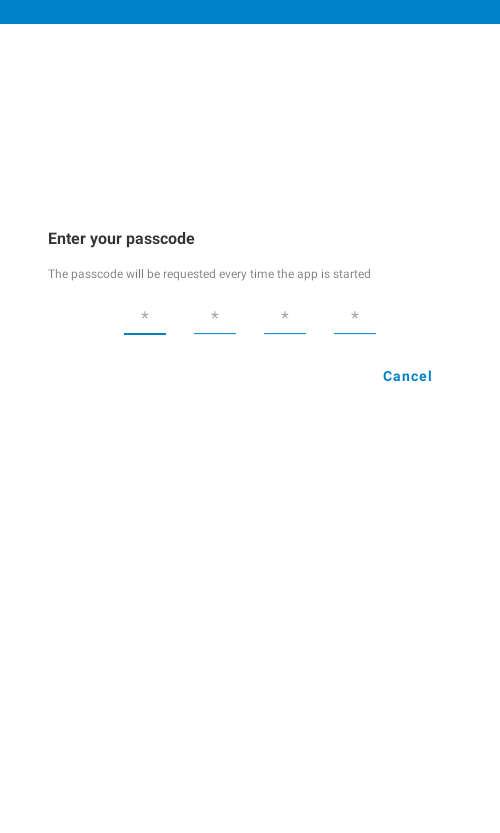 Enter your passcode
The passcode will be requested every time the app is started
* * * *
Cancel